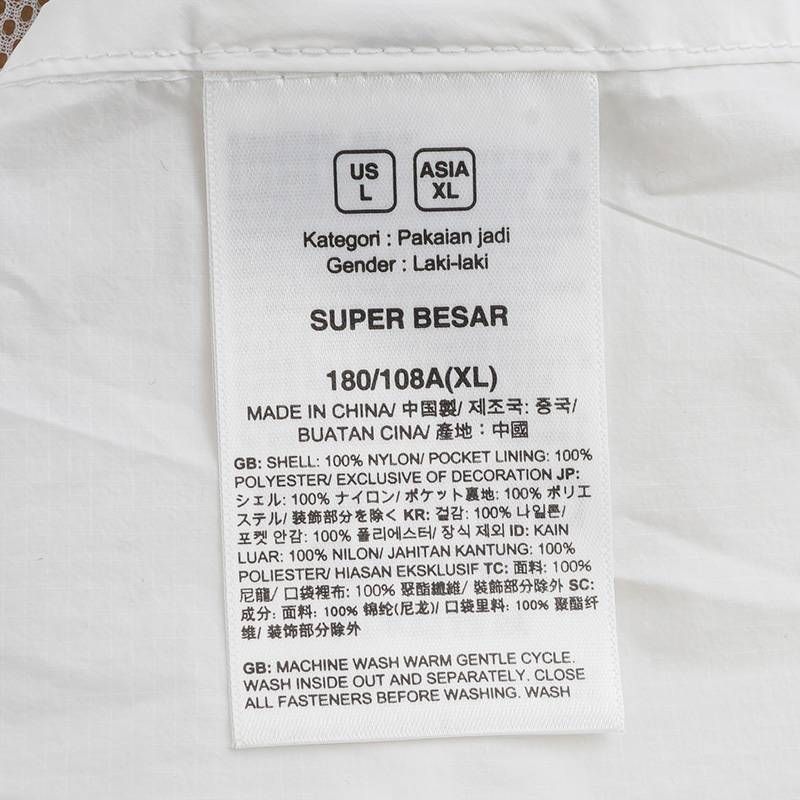 US
L
ASIA
XL
Kategori : Pakaian jadi
Gender : Laki-laki
SUPER BESAR
180/108A(XL)
MADE IN CHINA/ 中国製/ 제조국: 중국/
BUATAN CINA/ 產地：中國
GB: SHELL: 100% NYLON/ POCKET LINING: 100%
POLYESTER/ EXCLUSIVE OF DECORATION JP:
シェル: 100% ナイロン/ ポケット裏地: 100% ポリエ
ステル/ 装飾部分を除く KR: 겉감: 100% 나일론/
포켓 안감: 100% 폴리에스터/ 장식 제외 ID: KAIN
LUAR: 100% NILON/ JAHITAN KANTUNG: 100%
POLIESTER/ HIASAN EKSKLUSIF TC: 面料: 100%
尼龍/ 口袋裡布: 100% 聚酯纖維/ 裝飾部分除外 SC:
成分: 面料: 100% 锦纶(尼龙)/ 口袋里料: 100% 聚酯纤
维/ 装饰部分除外
GB: MACHINE WASH WARM GENTLE CYCLE.
WASH INSIDE OUT AND SEPARATELY. CLOSE
ALL FASTENERS BEFORE WASHING. WASH